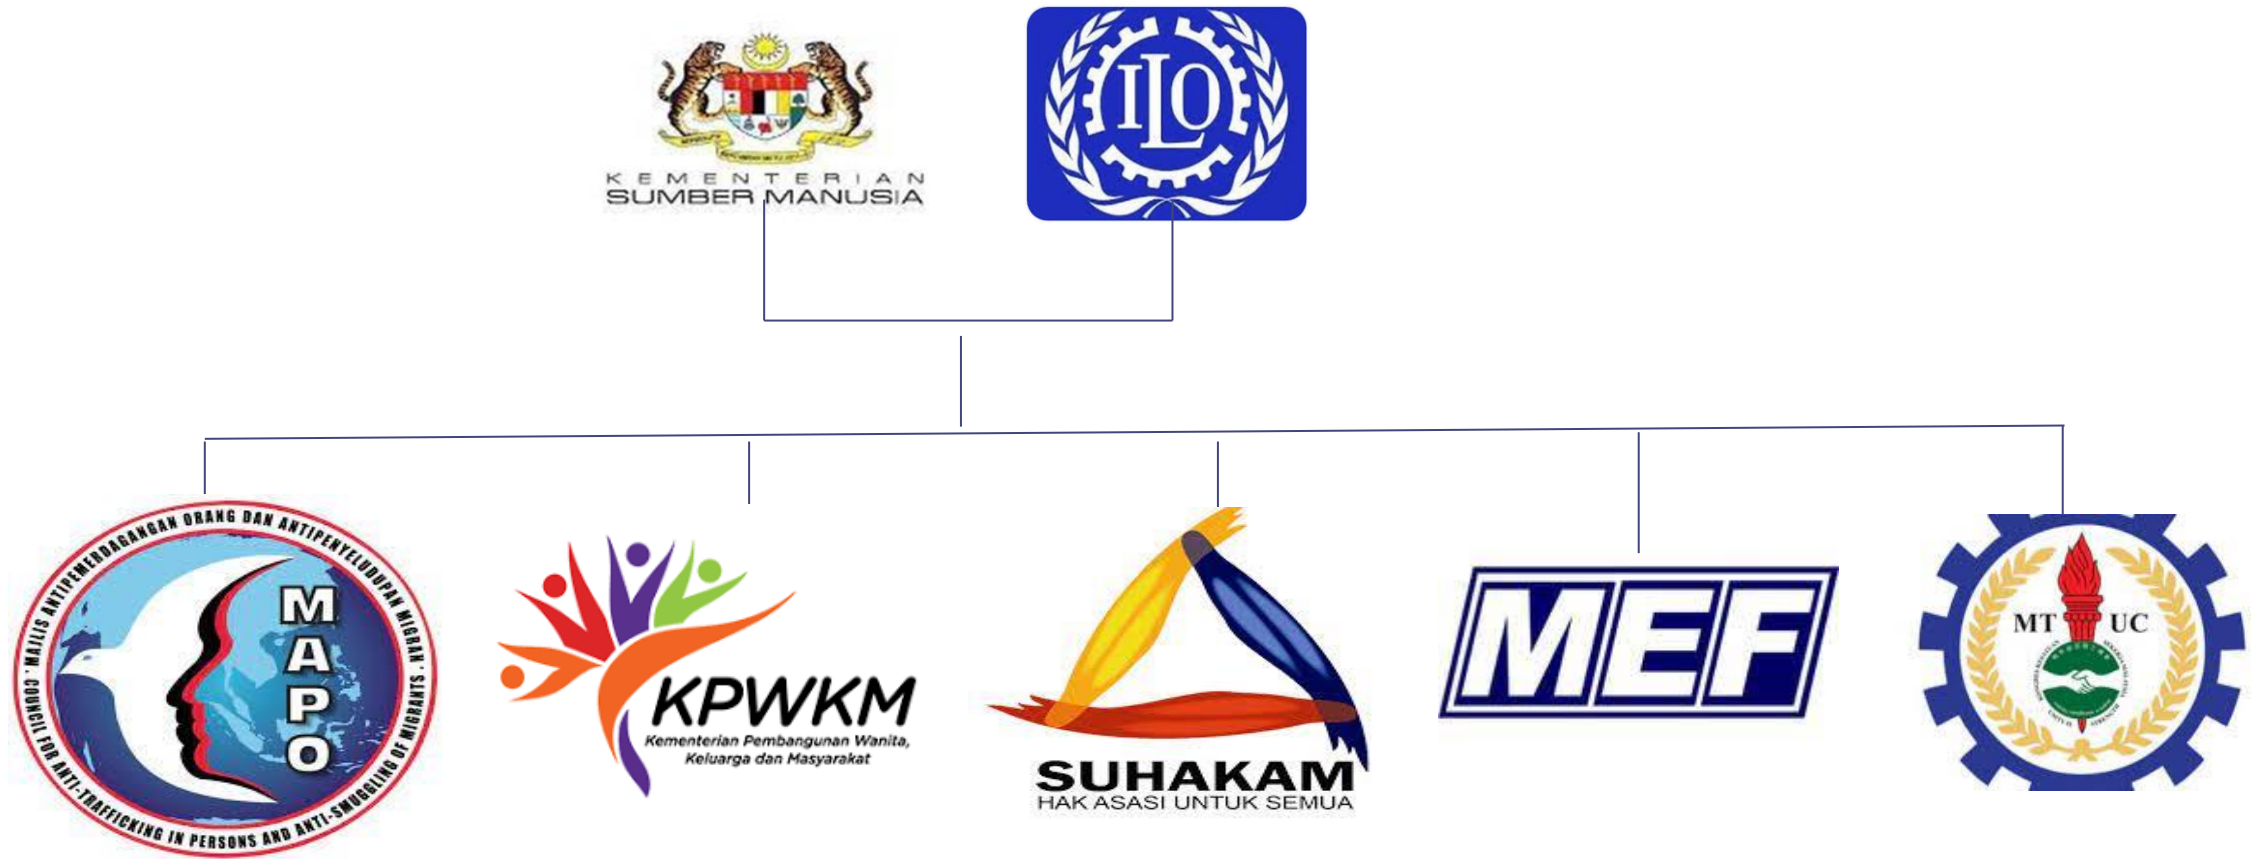 KEMENTERIAN
SUMBER MANUSIA
ILO
MAJLIS ANTIPEMERDAGANGAN ORANG DAN ANTIPENYELUDUPAN MIGRAN
COUNCIL FOR ANTI-TRAFFICKING IN PERSONS AND ANTI-SMUGGLING OF MIGRANTS
MAPO
KPWKM
Kementerian Pembangunan Wanita,
Keluarga dan Masyarakat
SUHAKAM
HAK ASASI UNTUK SEMUA
MEF
MT UC